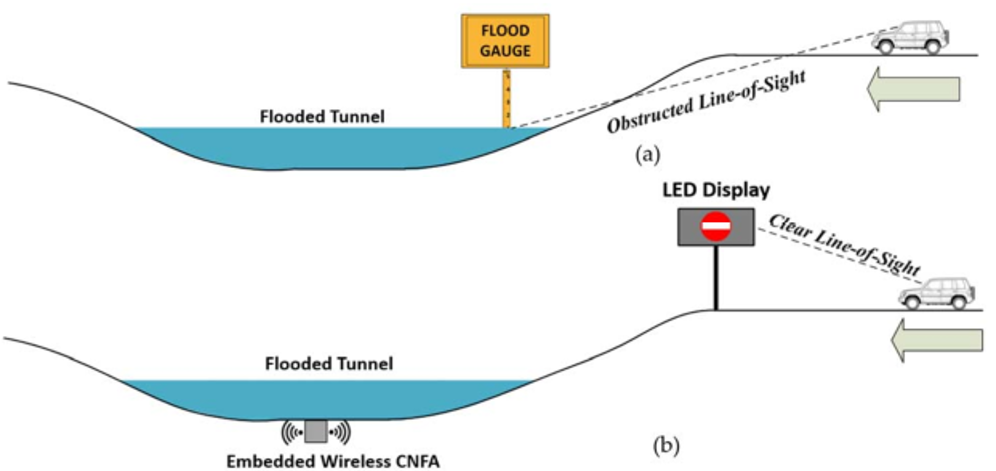 FLOOD
GAUGE
Flooded Tunnel
Obstructed Line-of-Sight
(a)
LED Display
Clear Line-of-Sight
Flooded Tunnel
Embedded Wireless CNFA
(b)